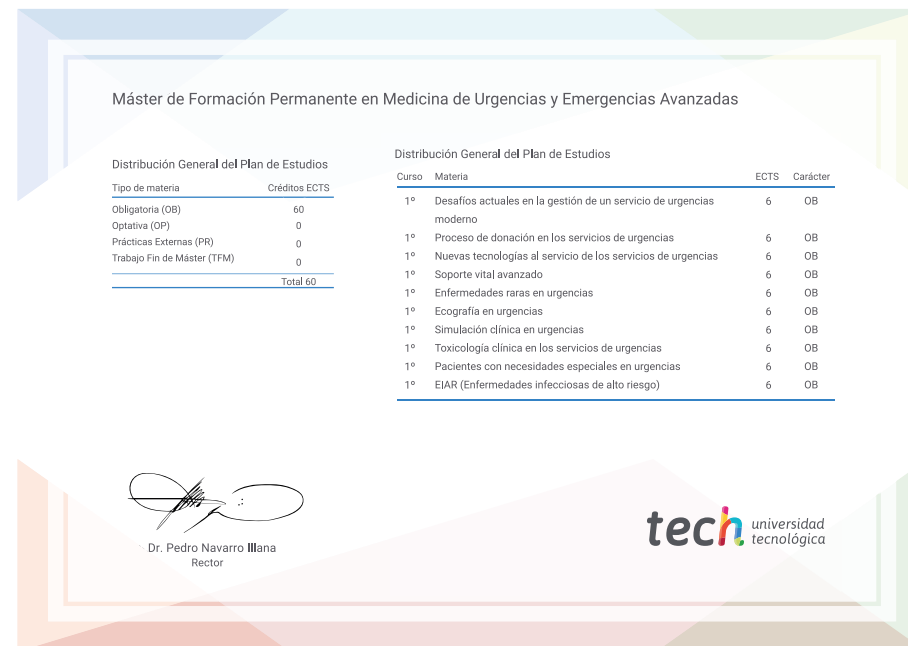 Máster de Formación Permanente en Medicina de Urgencias y Emergencias Avanzadas
Distribución General del Plan de Estudios
Tipo de materia Créditos ECTS
Obligatoria (OB) 60
Optativa (OP) 0
Prácticas Externas (PR) 0
Trabajo Fin de Máster (TFM) 0
Total 60
Distribución General del Plan de Estudios
Curso Materia ECTS Carácter
1º Desafíos actuales en la gestión de un servicio de urgencias 6 OB
moderno
1º Proceso de donación en los servicios de urgencias 6 OB
1º Nuevas tecnologías al servicio de los servicios de urgencias 6 OB
1º Soporte vital avanzado 6 OB
1º Enfermedades raras en urgencias 6 OB
1º Ecografía en urgencias 6 OB
1º Simulación clínica en urgencias 6 OB
1º Toxicología clínica en los servicios de urgencias 6 OB
1º Pacientes con necesidades especiales en urgencias 6 OB
1º EIAR (Enfermedades infecciosas de alto riesgo) 6 OB
Dr. Pedro Navarro Illana
Rector
tech universidad
tecnológica